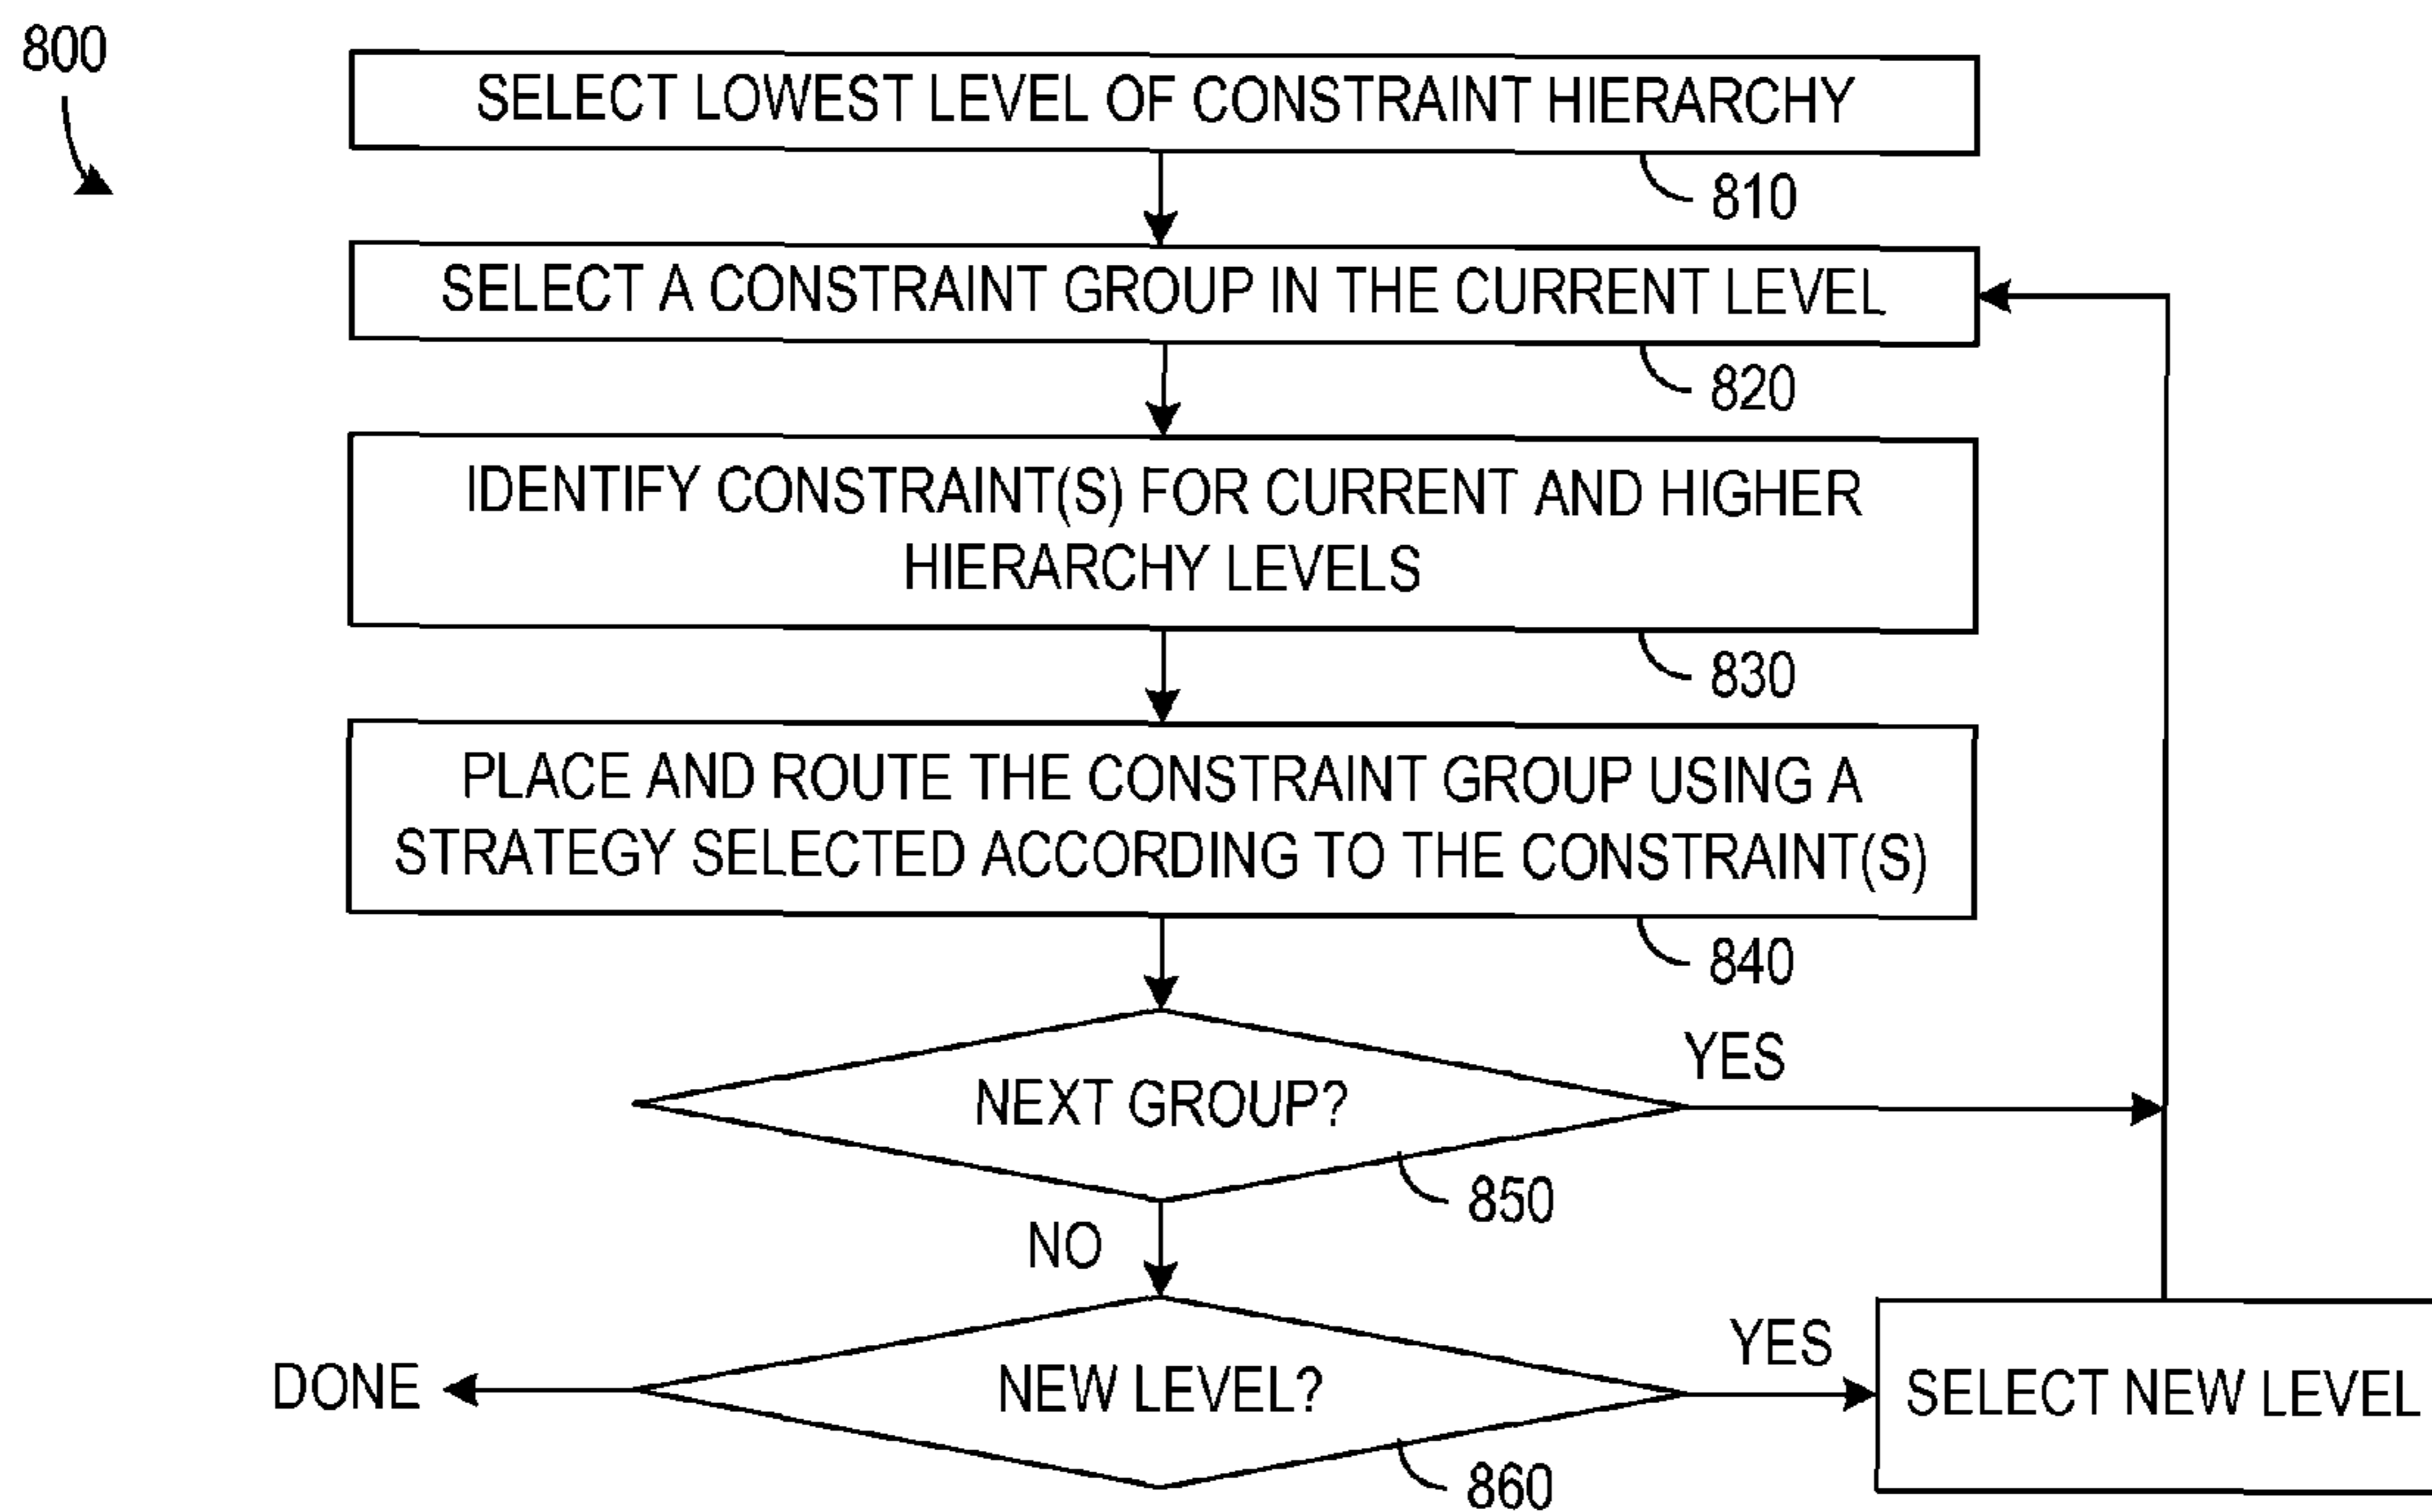 800
SELECT LOWEST LEVEL OF CONSTRAINT HIERARCHY
810
SELECT A CONSTRAINT GROUP IN THE CURRENT LEVEL
820
IDENTIFY CONSTRAINT(S) FOR CURRENT AND HIGHER
HIERARCHY LEVELS
830
PLACE AND ROUTE THE CONSTRAINT GROUP USING A
STRATEGY SELECTED ACCORDING TO THE CONSTRAINT(S)
840
NEXT GROUP?
YES
850
NO
NEW LEVEL?
YES
SELECT NEW LEVEL
DONE
860